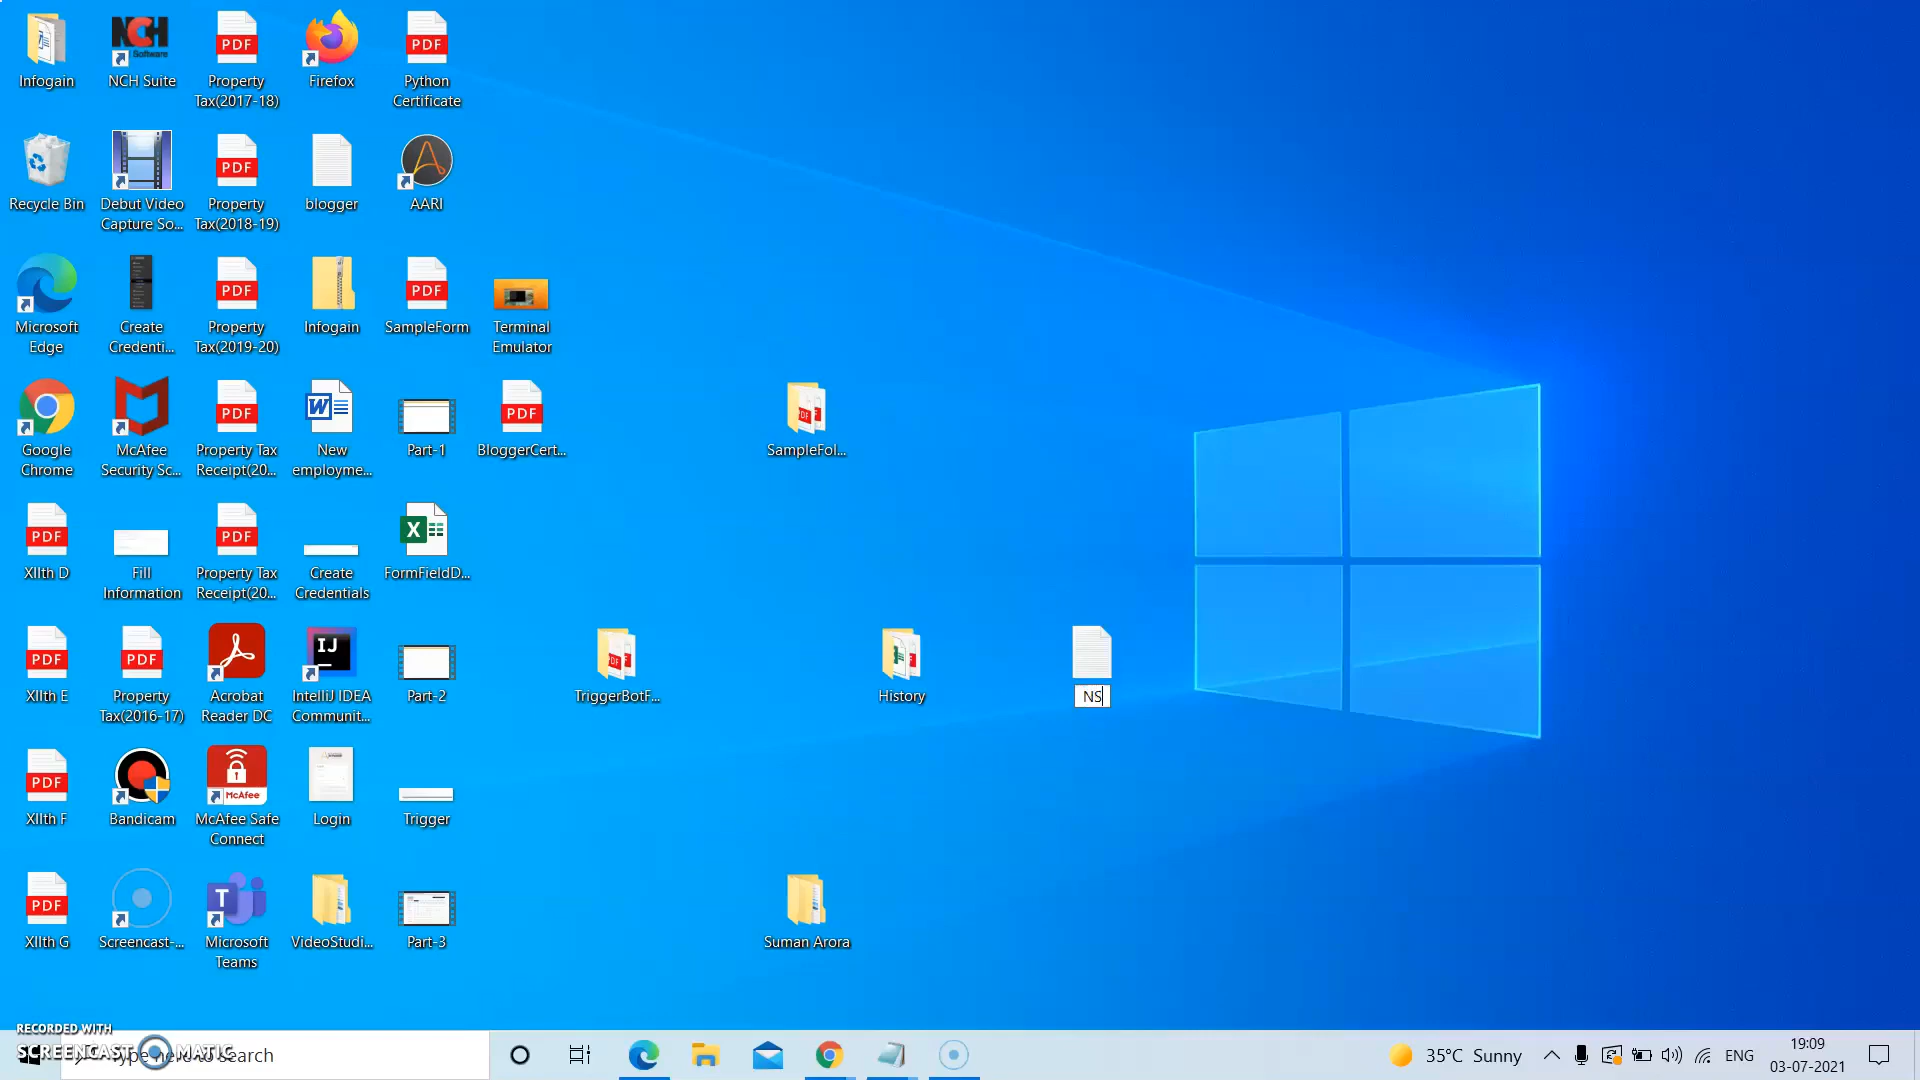 Infogain
NCH
Software
NCH Suite
PDF
Property
Tax(2017-18)
Firefox
PDF
Python
Certificate
Recycle Bin
Debut Video
Capture So...
PDF
Property
Tax(2018-19)
blogger
AARI
Microsoft
Edge
Create
Credenti...
PDF
Property
Tax(2019-20)
Infogain
PDF
SampleForm
Terminal
Emulator
Google
Chrome
McAfee
Security Sc...
PDF
Property Tax
Receipt(20...
W
New
employme...
Part-1
PDF
BloggerCert...
PDF
SampleFol...
PDF
XIIth D
Fill
Information
PDF
Property Tax
Receipt(20...
Create
Credentials
X
FormFieldD...
PDF
XIIth E
PDF
Property
Tax(2016-17)
Acrobat
Reader DC
IJ
IntelliJ IDEA
Communit...
Part-2
PDF
TriggerBotF...
History
NS
PDF
XIIth F
Bandicam
McAfee
McAfee Safe
Connect
Login
Trigger
PDF
XIIth G
Screencast-...
T
Microsoft
Teams
VideoStudi...
Part-3
Suman Arora
RECORDED WITH
SCREENCAST MATIC
Type here to search
35°C Sunny
ENG
19:09
03-07-2021